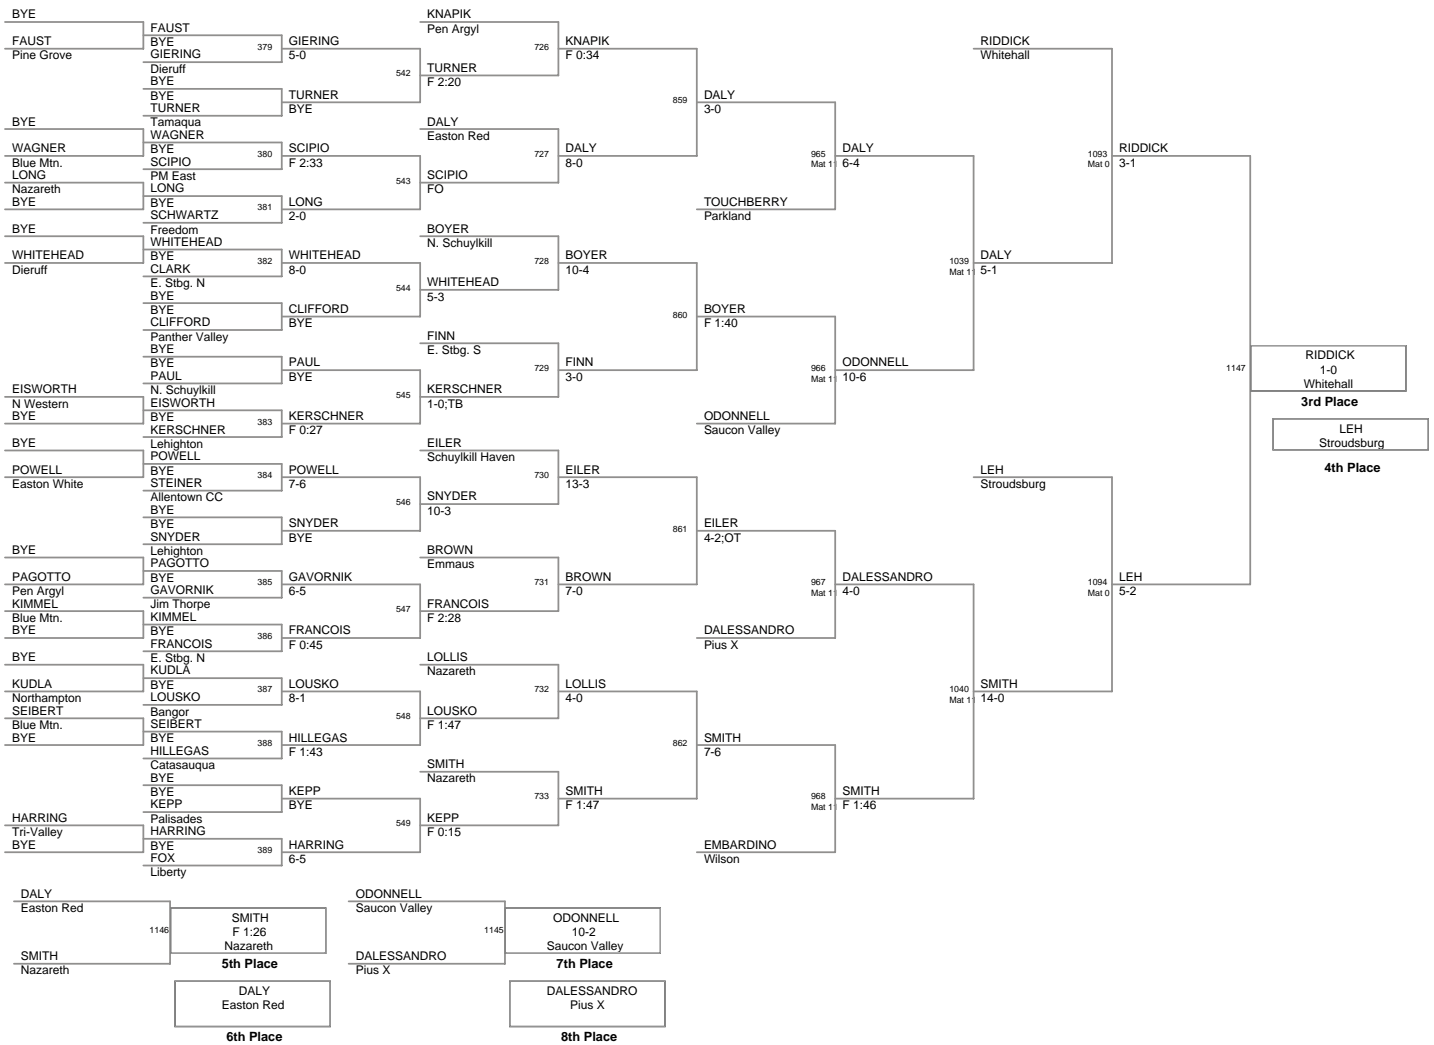 BYE
FAUST
Pine Grove
BYE
WAGNER
Blue Mtn.
LONG
Nazareth
BYE
BYE
WHITEHEAD
Dieruff
EISWORTH
N Western
BYE
BYE
POWELL
Easton White
BYE
PAGOTTO
Pen Argyl
KIMMEL
Blue Mtn.
BYE
BYE
KUDLA
Northampton
SEIBERT
Blue Mtn.
BYE
HARRING
Tri-Valley
BYE
FAUST
BYE
GIERING
Dieruff
BYE
BYE
TURNER
Tamaqua
WAGNER
BYE
SCIPIO
PM East
LONG
BYE
SCHWARTZ
Freedom
WHITEHEAD
BYE
CLARK
E. Stbg. N
BYE
BYE
CLIFFORD
Panther Valley
BYE
BYE
PAUL
N. Schuylkill
EISWORTH
BYE
KERSCHNER
Lehighton
POWELL
BYE
STEINER
Allentown CC
BYE
BYE
SNYDER
Lehighton
PAGOTTO
BYE
GAVORNIK
Jim Thorpe
KIMMEL
BYE
FRANCOIS
E. Stbg. N
KUDLA
BYE
LOUSKO
Bangor
SEIBERT
BYE
HILLEGAS
Catasauqua
BYE
BYE
KEPP
Palisades
HARRING
BYE
FOX
Liberty
379
380
381
382
383
384
385
386
387
388
389
GIERING
5-0
TURNER
BYE
SCIPIO
F 2:33
LONG
2-0
WHITEHEAD
8-0
CLIFFORD
BYE
PAUL
BYE
KERSCHNER
F 0:27
POWELL
7-6
SNYDER
BYE
GAVORNIK
6-5
FRANCOIS
F 0:45
LOUSKO
8-1
HILLEGAS
F 1:43
KEPP
BYE
HARRING
6-5
542
543
544
545
546
547
548
549
KNAPIK
Pen Argyl
TURNER
F 2:20
DALY
Easton Red
SCIPIO
FO
BOYER
N. Schuylkill
WHITEHEAD
5-3
FINN
E. Stbg. S
KERSCHNER
1-0;TB
EILER
Schuylkill Haven
SNYDER
10-3
BROWN
Emmaus
FRANCOIS
F 2:28
LOLLIS
Nazareth
LOUSKO
F 1:47
SMITH
Nazareth
KEPP
F 0:15
726
727
728
729
730
731
732
733
KNAPIK
F 0:34
DALY
8-0
BOYER
10-4
FINN
3-0
EILER
13-3
BROWN
7-0
LOLLIS
4-0
SMITH
F 1:47
859
860
861
862
DALY
3-0
TOUCHBERRY
Parkland
BOYER
F 1:40
ODONNELL
Saucon Valley
EILER
4-2;OT
DALESSANDRO
Pius X
SMITH
7-6
EMBARDINO
Wilson
965
Mat 11
966
Mat 11
967
Mat 11
968
Mat 11
DALY
6-4
ODONNELL
10-6
DALESSANDRO
4-0
SMITH
F 1:46
1039
Mat 11
1040
Mat 11
RIDDICK
Whitehall
DALY
5-1
LEH
Stroudsburg
SMITH
14-0
1093
Mat 0
1094
Mat 0
RIDDICK
3-1
LEH
5-2
1147
RIDDICK
1-0
Whitehall
3rd Place
LEH
Stroudsburg
4th Place
DALY
Easton Red
SMITH
Nazareth
1146
SMITH
F 1:26
Nazareth
5th Place
DALY
Easton Red
6th Place
ODONNELL
Saucon Valley
DALESSANDRO
Pius X
1145
ODONNELL
10-2
Saucon Valley
7th Place
DALESSANDRO
Pius X
8th Place